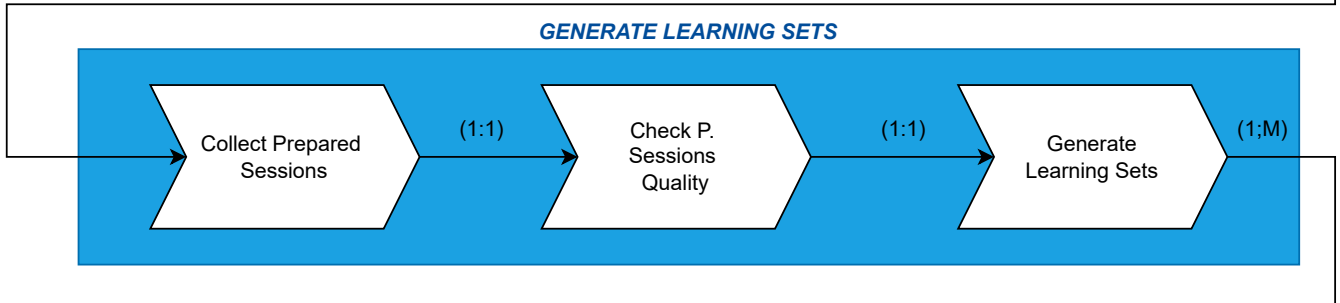 GENERATE LEARNING SETS
Collect Prepared
Sessions
(1:1)
Check P.
Sessions
Quality
(1:1)
Generate
Learning Sets
(1;M)